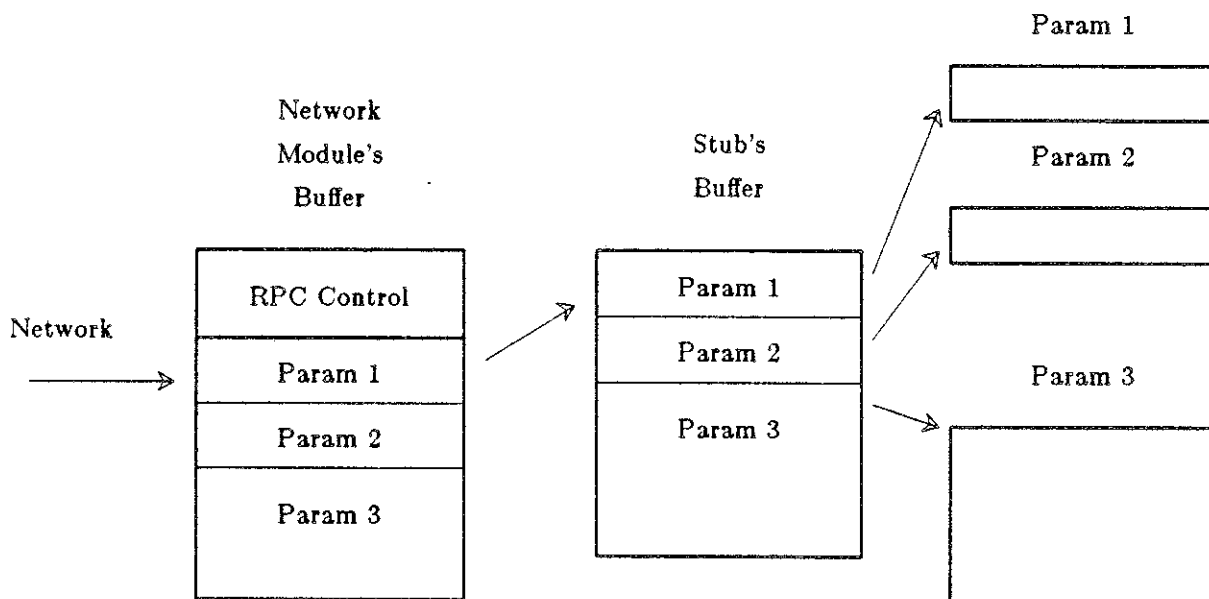 Network
Network
Module's
Buffer
RPC Control
Param 1
Param 2
Param 3
Stub's
Buffer
Param 1
Param 2
Param 3
Param 1
Param 2
Param 3